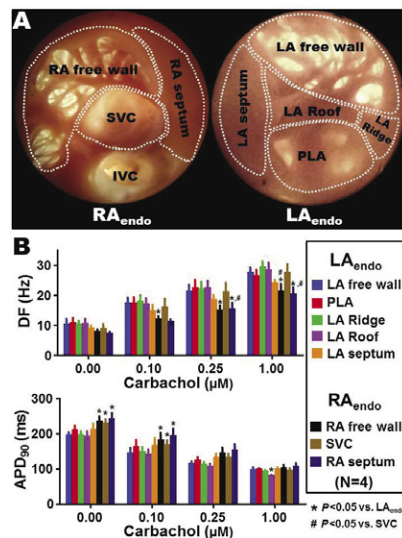 A
RA free wall
RA septum
SVC
IVC
RAendo
LA free wall
LA septum
LA Roof
LA Ridge
PLA
LAendo
B
DF (Hz)
30
20
10
0
0.00 0.10 0.25 1.00
Carbachol (µM)
* * * *,# # * *,#
APD90 (ms)
300
200
100
0
* * * * * *
0.00 0.10 0.25 1.00
Carbachol (µM)
LAendo
LA free wall
PLA
LA Ridge
LA Roof
LA septum
RAendo
RA free wall
SVC
RA septum
(N=4)
* P<0.05 vs. LAendo
# P<0.05 vs. SVC